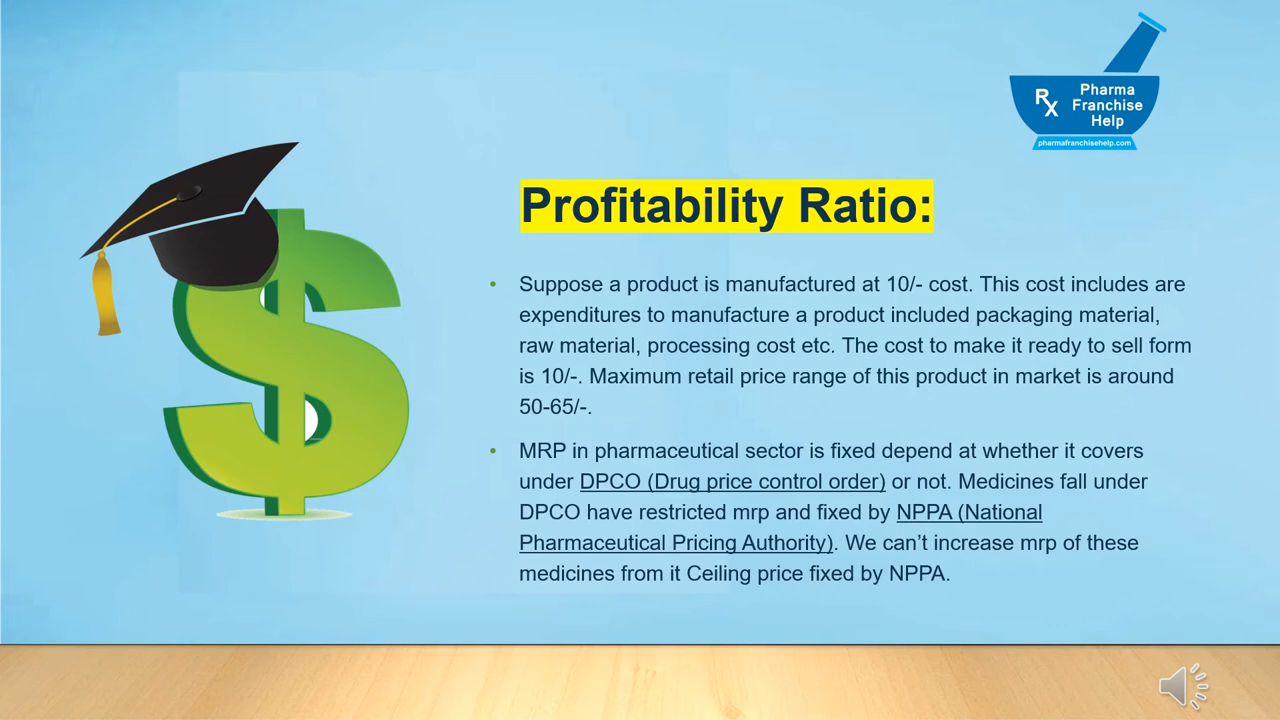 Rx
Pharma
Franchise
Help
pharmafranchisehelp.com
Profitability Ratio:
• Suppose a product is manufactured at 10/- cost. This cost includes are
expenditures to manufacture a product included packaging material,
raw material, processing cost etc. The cost to make it ready to sell form
is 10/-. Maximum retail price range of this product in market is around
50-65/-.
• MRP in pharmaceutical sector is fixed depend at whether it covers
under DPCO (Drug price control order) or not. Medicines fall under
DPCO have restricted mrp and fixed by NPPA (National
Pharmaceutical Pricing Authority). We can’t increase mrp of these
medicines from it Ceiling price fixed by NPPA.